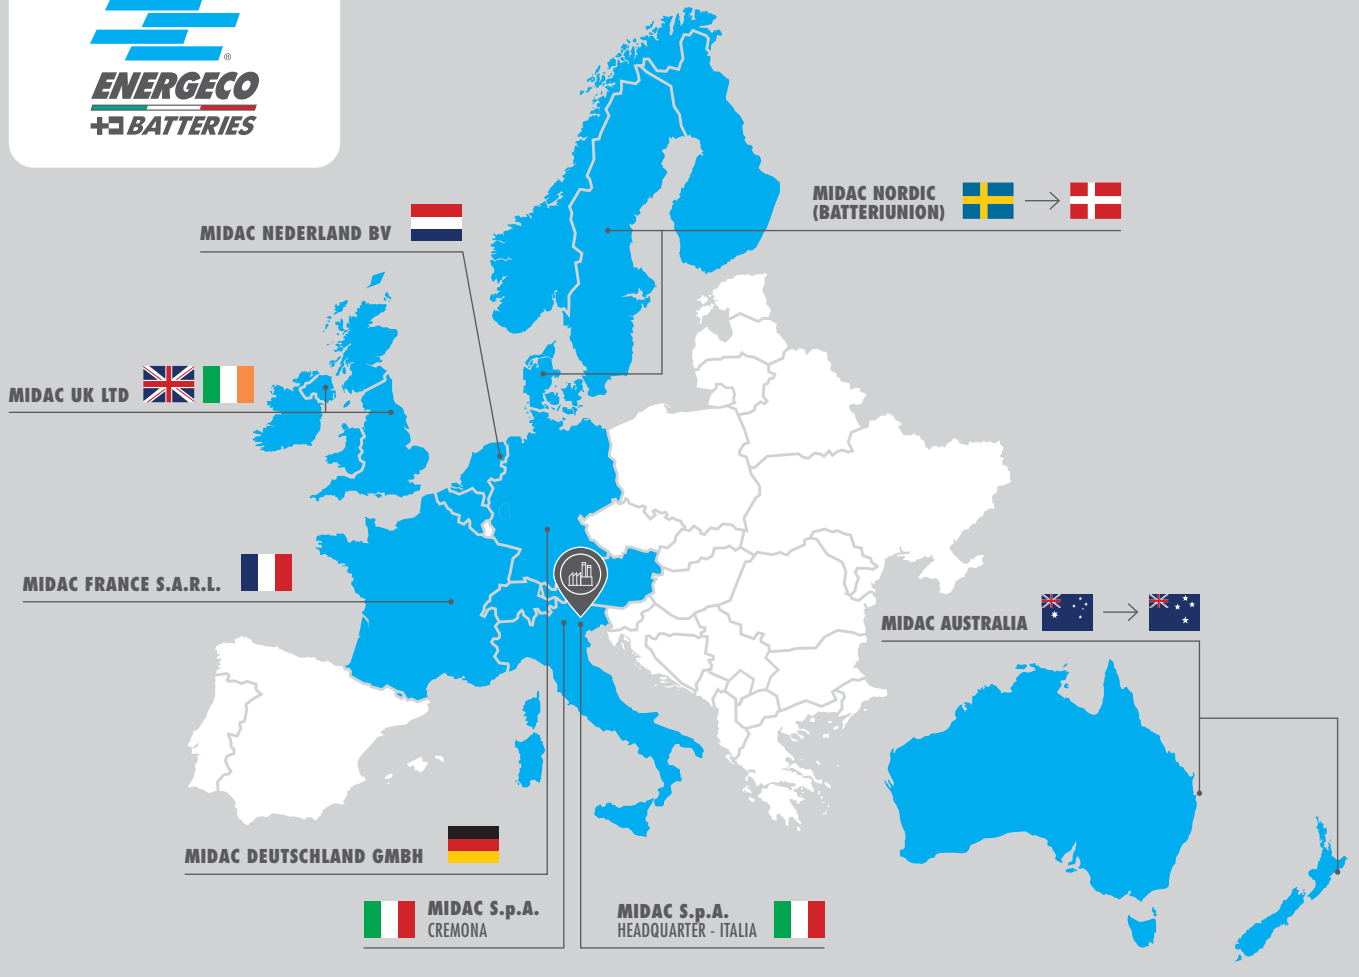 ®
ENERGECO
BATTERIES
MIDAC NORDIC
(BATTERIUNION)
MIDAC NEDERLAND BV
MIDAC UK LTD
MIDAC FRANCE S.A.R.L.
MIDAC AUSTRALIA
MIDAC DEUTSCHLAND GMBH
MIDAC S.p.A.
CREMONA
MIDAC S.p.A.
HEADQUARTER - ITALIA